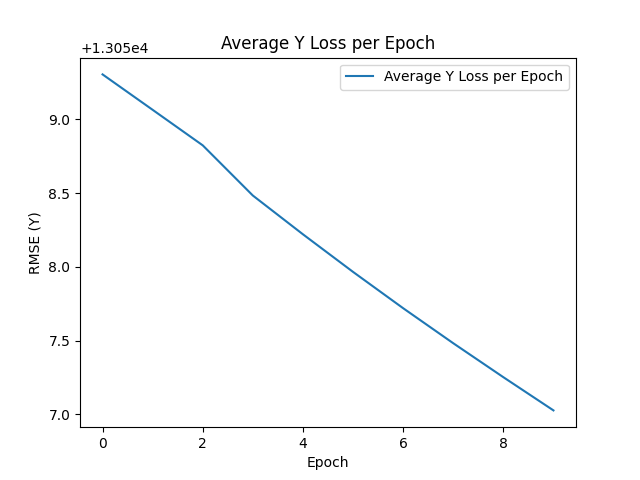 Average Y Loss per Epoch
+1.305e4
Average Y Loss per Epoch
9.0
8.5
8.0
7.5
7.0
RMSE (Y)
0 2 4 6 8
Epoch